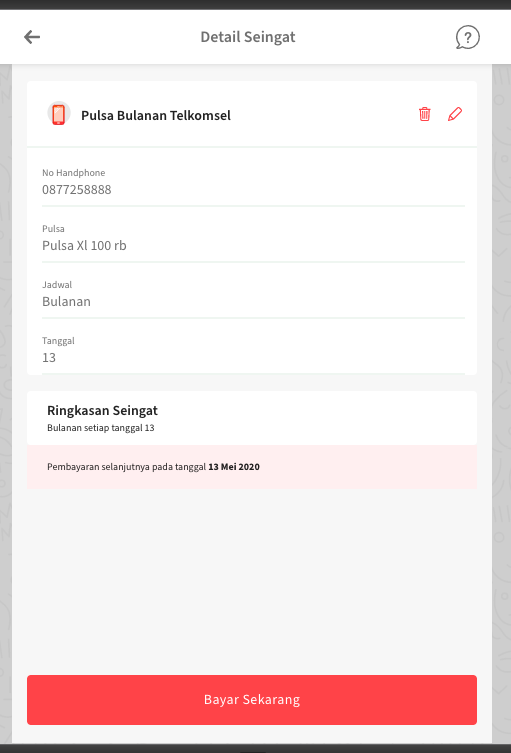 Detail Seingat
?
Pulsa Bulanan Telkomsel
No Handphone
0877258888
Pulsa
Pulsa Xl 100 rb
Jadwal
Bulanan
Tanggal
13
Ringkasan Seingat
Bulanan setiap tanggal 13
Pembayaran selanjutnya pada tanggal 13 Mei 2020
Bayar Sekarang